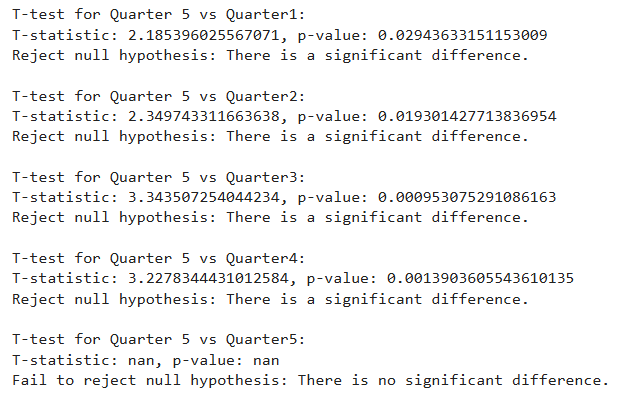 T-test for Quarter 5 vs Quarter1:
T-statistic: 2.185396025567071, p-value: 0.02943633151153009
Reject null hypothesis: There is a significant difference.
T-test for Quarter 5 vs Quarter2:
T-statistic: 2.349743311663638, p-value: 0.019301427713836954
Reject null hypothesis: There is a significant difference.
T-test for Quarter 5 vs Quarter3:
T-statistic: 3.343507254044234, p-value: 0.000953075291086163
Reject null hypothesis: There is a significant difference.
T-test for Quarter 5 vs Quarter4:
T-statistic: 3.2278344431012584, p-value: 0.0013903605543610135
Reject null hypothesis: There is a significant difference.
T-test for Quarter 5 vs Quarter5:
T-statistic: nan, p-value: nan
Fail to reject null hypothesis: There is no significant difference.